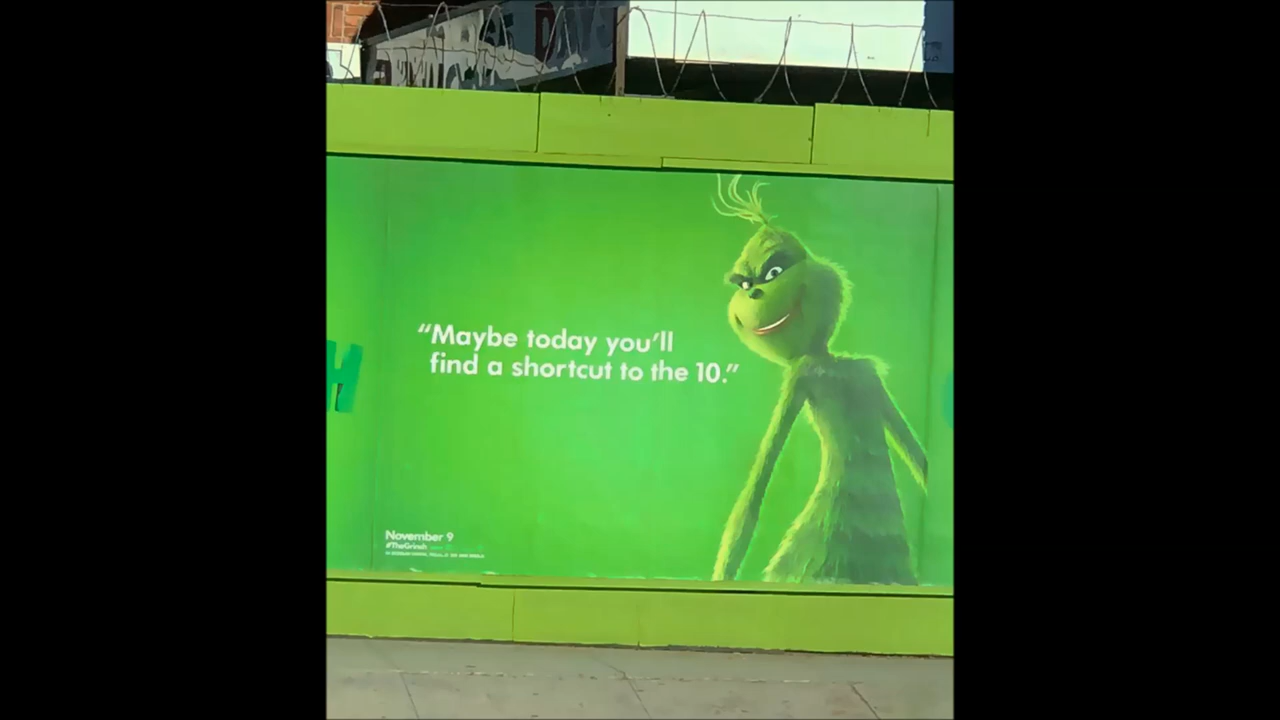 “Maybe today you’ll
find a shortcut to the 10.”
H
November 9
#TheGrinch